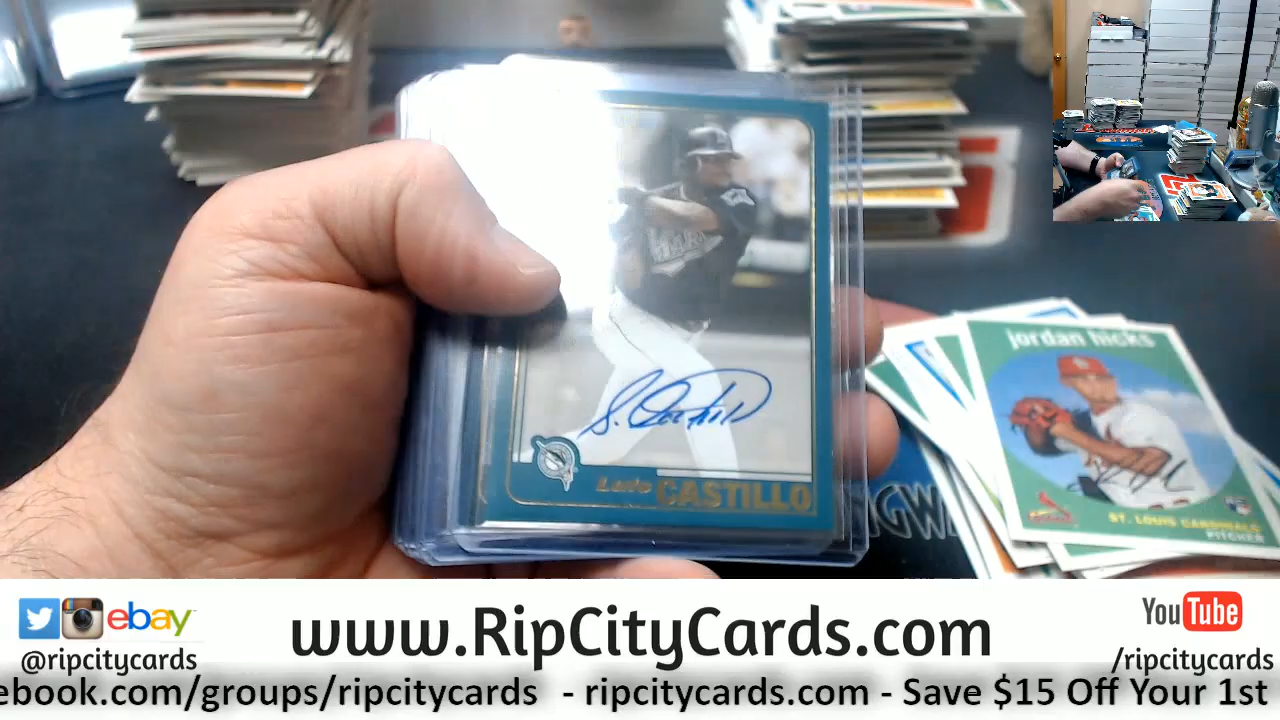 Luis CASTILLO
jordan hicks
ST. LOUIS CARDINALS
PITCHER
ebay
@ripcitycards
www.RipCityCards.com
YouTube
/ripcitycards
ebook.com/groups/ripcitycards - ripcitycards.com - Save $15 Off Your 1st